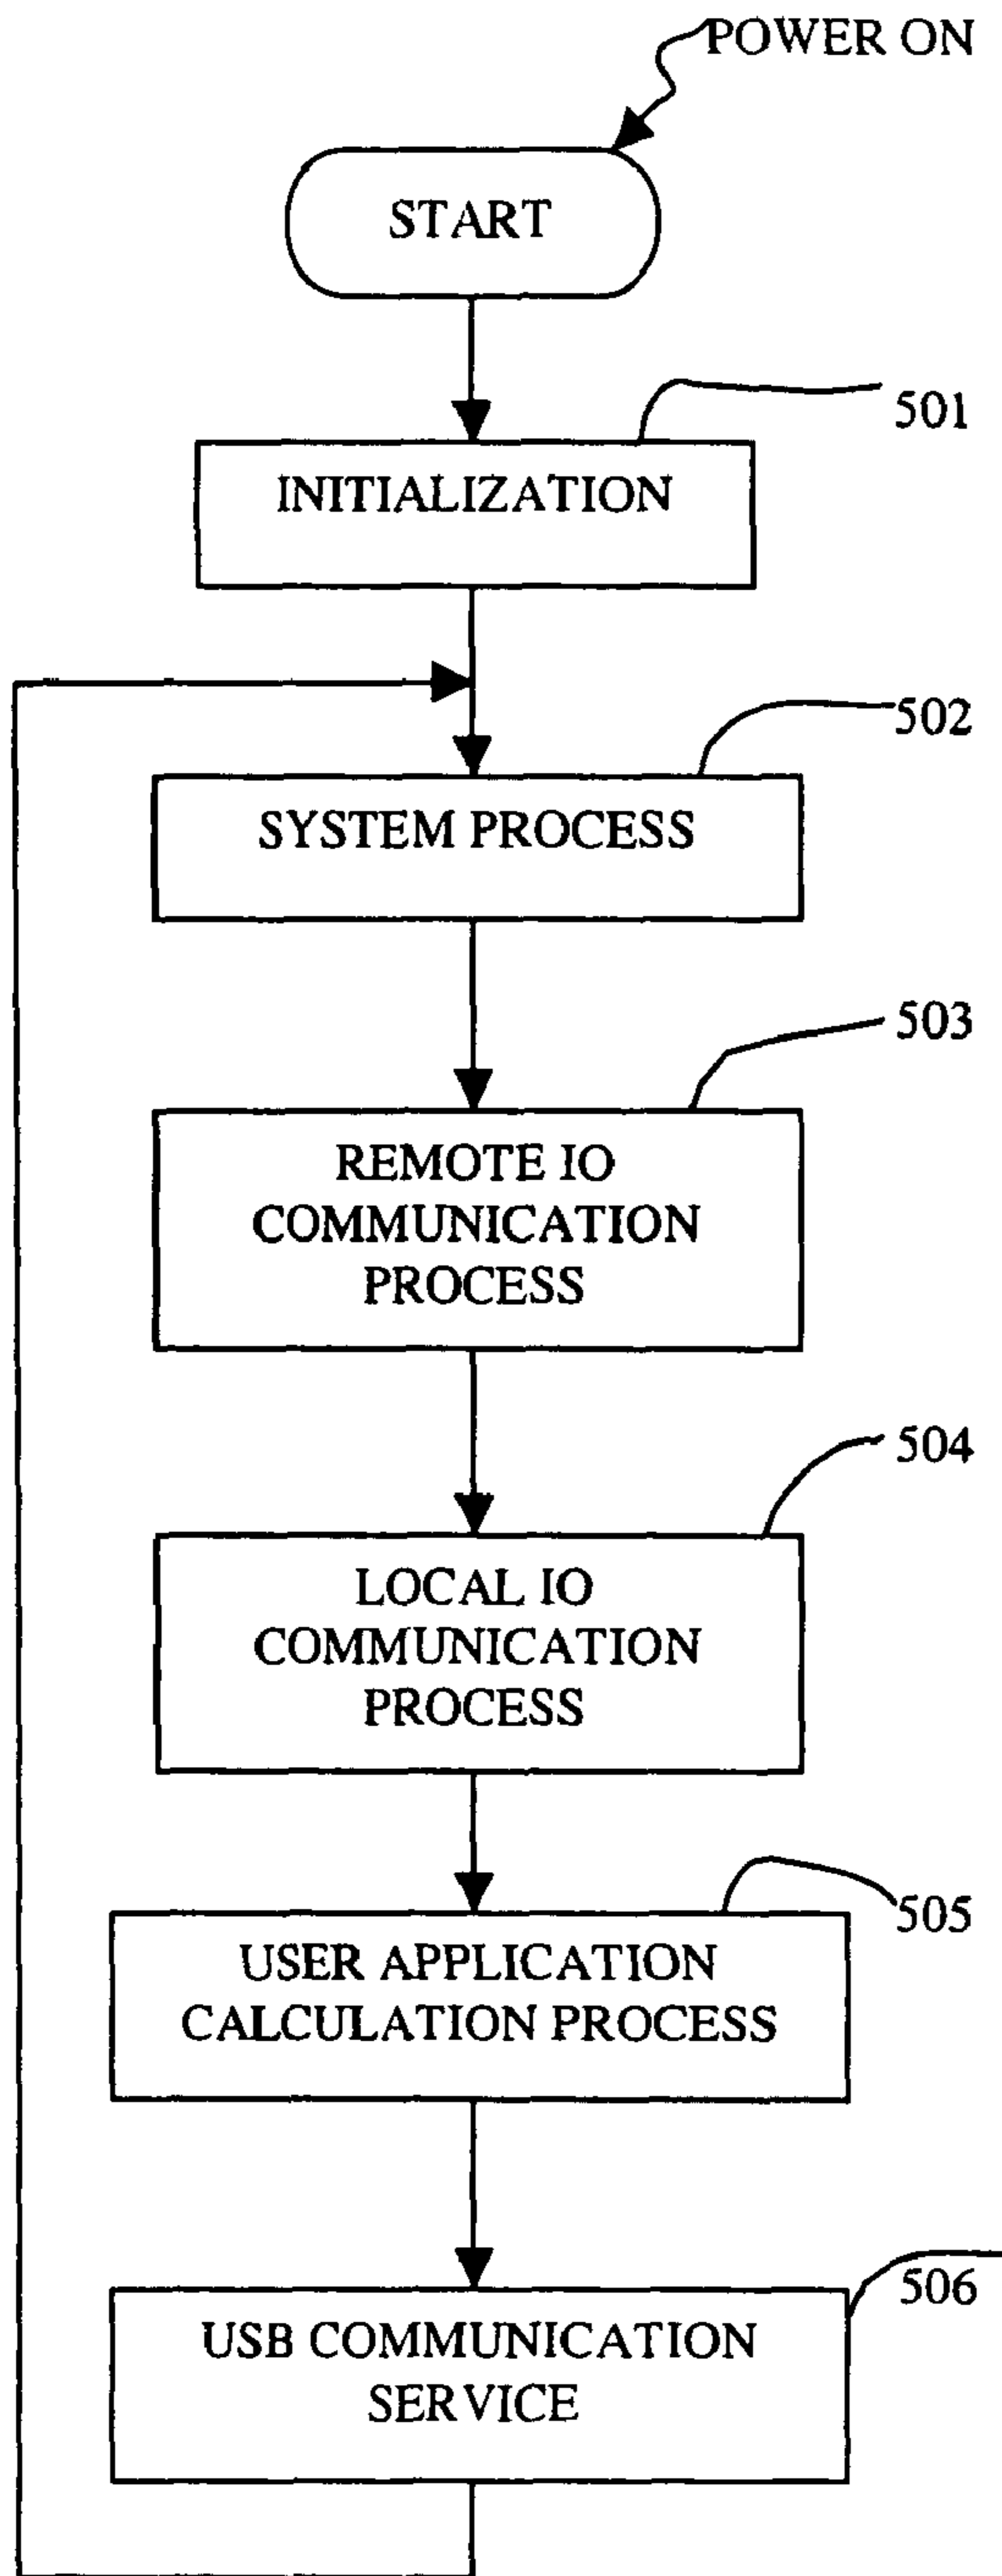 POWER ON
START
501
INITIALIZATION
502
SYSTEM PROCESS
503
REMOTE IO
COMMUNICATION
PROCESS
504
LOCAL IO
COMMUNICATION
PROCESS
505
USER APPLICATION
CALCULATION PROCESS
506
USB COMMUNICATION
SERVICE